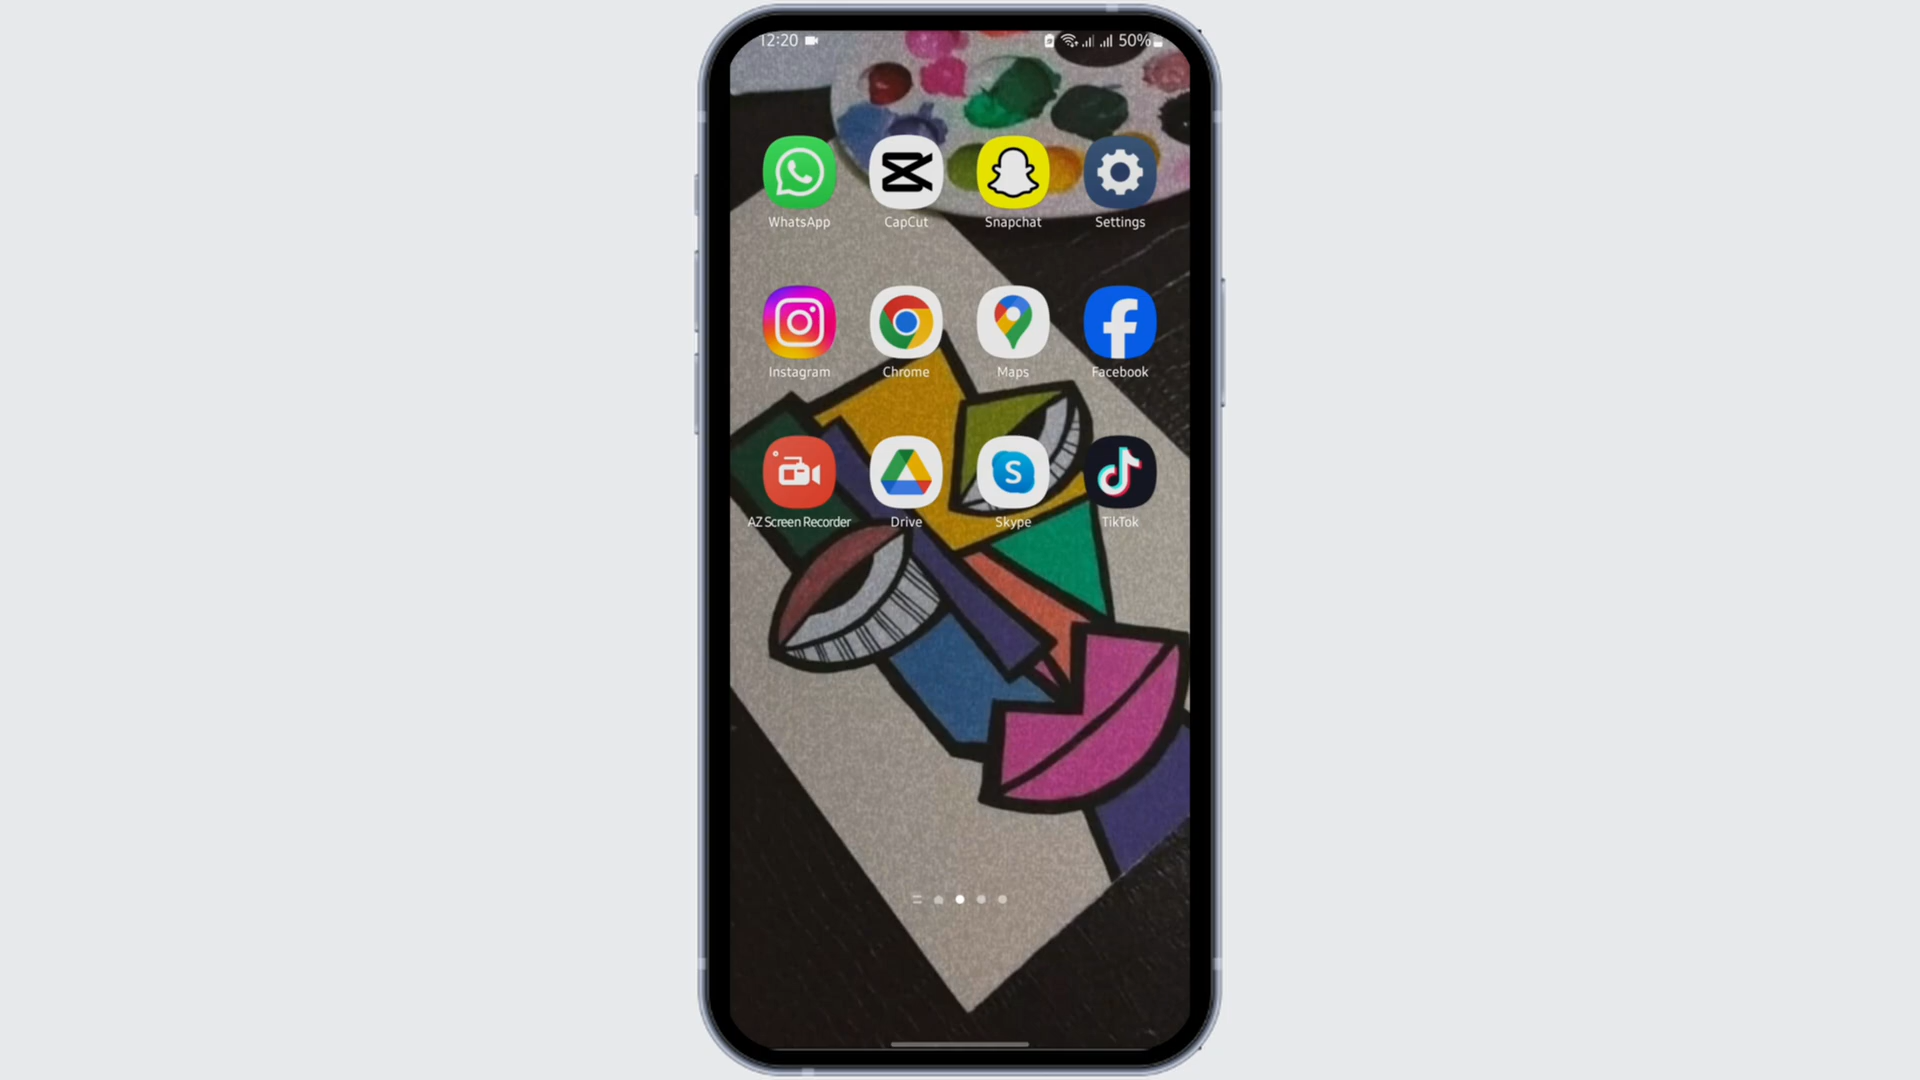 12:20 50%
WhatsApp CapCut Snapchat Settings
Instagram Chrome Maps Facebook
AZ Screen Recorder Drive Skype TikTok